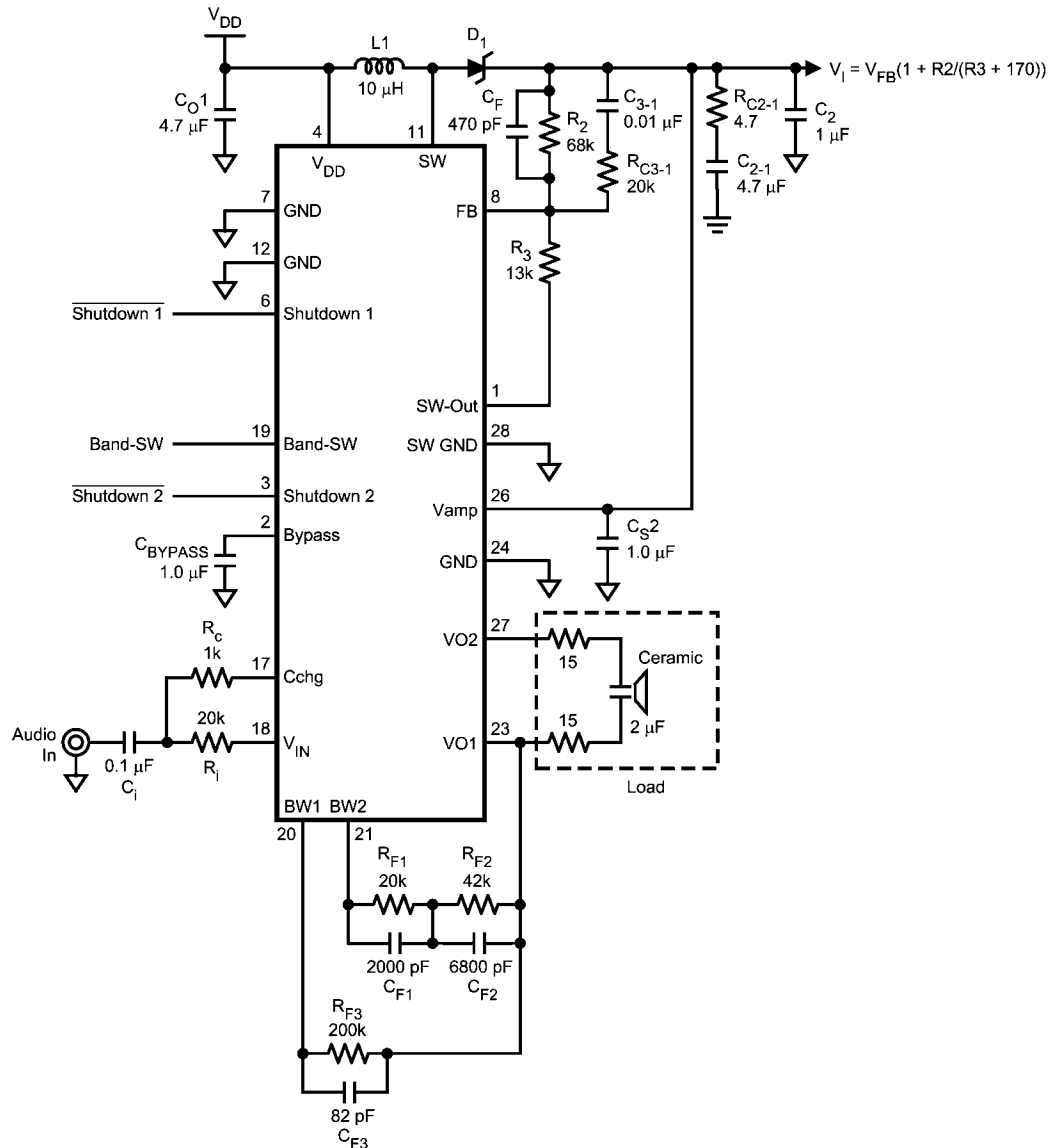 V_DD
L1
10 µH
D_1
V_I = V_FB(1 + R2/(R3 + 170))
C_O1
4.7 µF
4
11
V_DD
SW
C_F
470 pF
R_2
68k
C_3-1
0.01 µF
R_C3-1
20k
R_C2-1
4.7
C_2-1
4.7 µF
C_2
1 µF
7
GND
8
FB
12
GND
R_3
13k
Shutdown 1
6
Shutdown 1
1
SW-Out
Band-SW
19
Band-SW
28
SW GND
Shutdown 2
3
Shutdown 2
26
Vamp
C_S2
1.0 µF
2
Bypass
C_BYPASS
1.0 µF
24
GND
R_c
1k
17
Cchg
27
VO2
15
Ceramic
2 µF
Audio
In
0.1 µF
C_i
20k
R_i
18
V_IN
23
VO1
15
Load
BW1 BW2
20
21
R_F1
20k
R_F2
42k
2000 pF
C_F1
6800 pF
C_F2
R_F3
200k
82 pF
C_F3